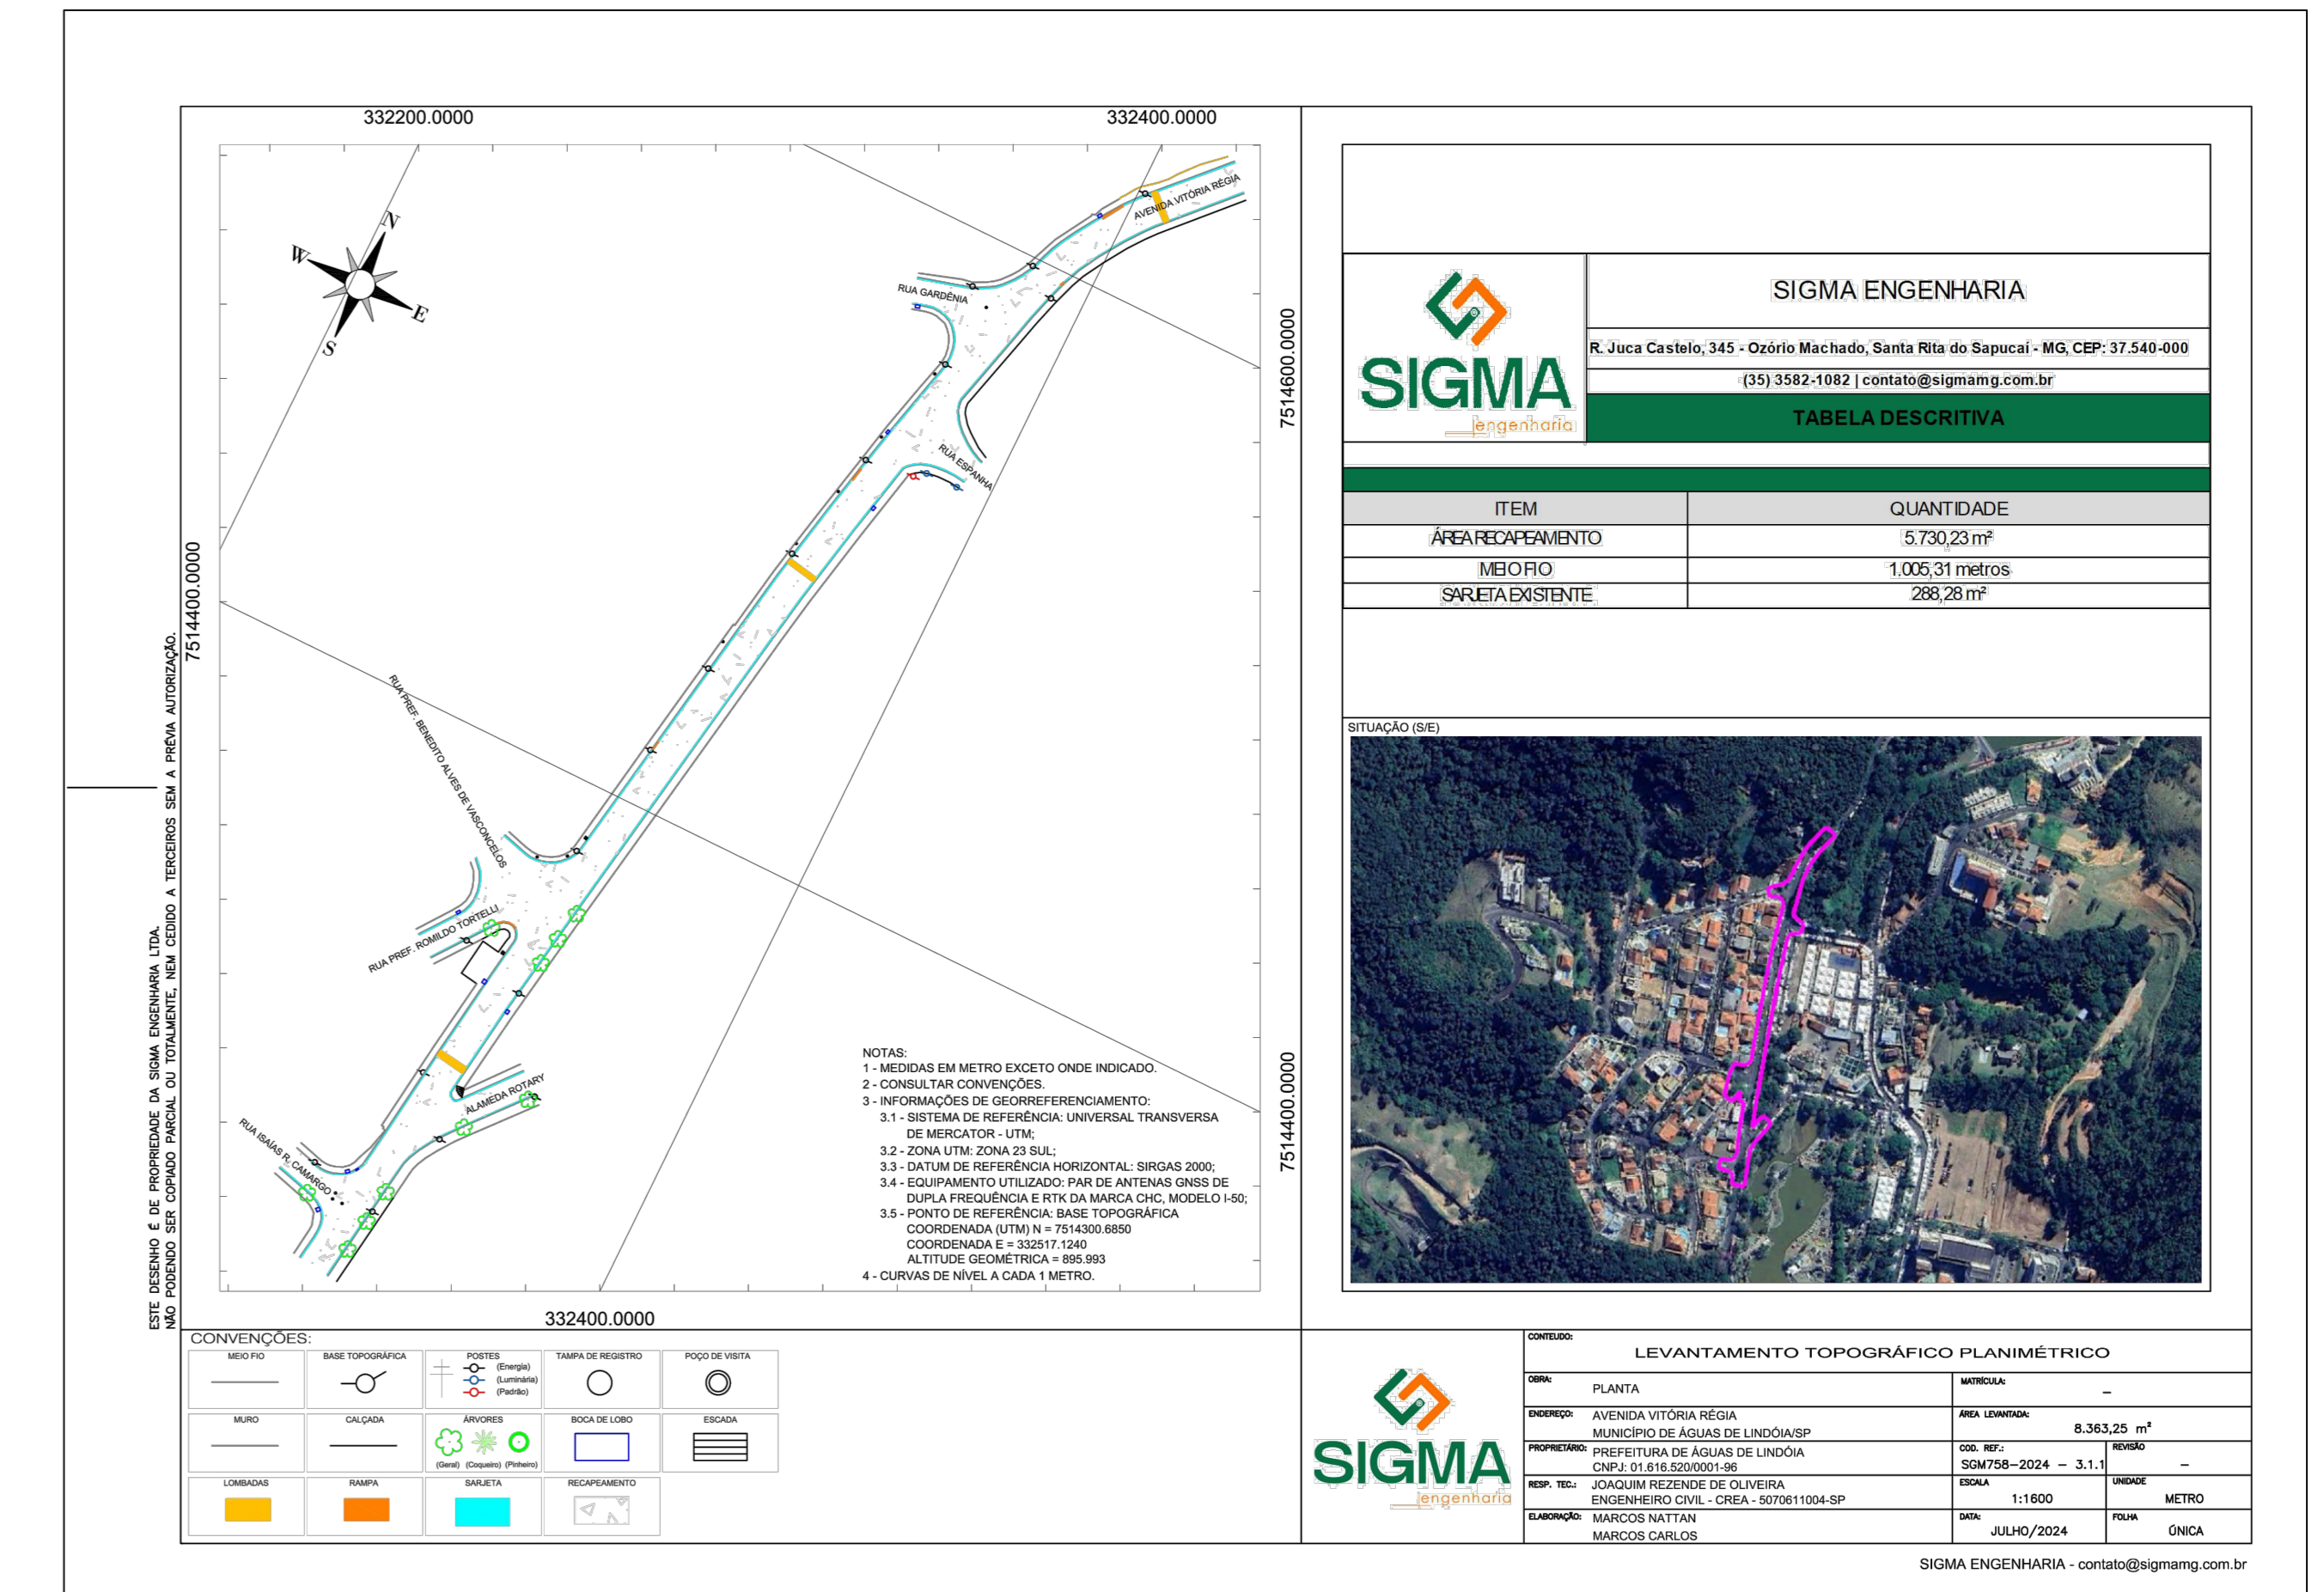 332200.0000
332400.0000
7514600.0000
7514400.0000
7514400.0000
332400.0000
N
W
E
S
AVENIDA VITÓRIA RÉGIA
RUA GARDÊNIA
RUA ESPANHA
RUA PREF. BENEDITO ALVES DE VASCONCELOS
RUA PREF. ROMILDO TORTELLI
ALAMEDA ROTARY
RUA ISAÍAS R. CAMARGO
ESTE DESENHO É DE PROPRIEDADE DA SIGMA ENGENHARIA LTDA.
NÃO PODENDO SER COPIADO PARCIAL OU TOTALMENTE, NEM CEDIDO A TERCEIROS SEM A PRÉVIA AUTORIZAÇÃO.
NOTAS:
1 - MEDIDAS EM METRO EXCETO ONDE INDICADO.
2 - CONSULTAR CONVENÇÕES.
3 - INFORMAÇÕES DE GEORREFERENCIAMENTO:
3.1 - SISTEMA DE REFERÊNCIA: UNIVERSAL TRANSVERSA
DE MERCATOR - UTM;
3.2 - ZONA UTM: ZONA 23 SUL;
3.3 - DATUM DE REFERÊNCIA HORIZONTAL: SIRGAS 2000;
3.4 - EQUIPAMENTO UTILIZADO: PAR DE ANTENAS GNSS DE
DUPLA FREQUÊNCIA E RTK DA MARCA CHC, MODELO I-50;
3.5 - PONTO DE REFERÊNCIA: BASE TOPOGRÁFICA
COORDENADA (UTM) N = 7514300.6850
COORDENADA E = 332517.1240
ALTITUDE GEOMÉTRICA = 895.993
4 - CURVAS DE NÍVEL A CADA 1 METRO.
SIGMA
engenharia
SIGMA ENGENHARIA
R. Juca Castelo, 345 - Ozório Machado, Santa Rita do Sapucaí - MG, CEP: 37.540-000
(35) 3582-1082 | contato@sigmamg.com.br
TABELA DESCRITIVA
ITEM QUANTIDADE
ÁREA RECAPEAMENTO 5.730,23 m²
MEIO FIO 1.005,31 metros
SARJETA EXISTENTE 288,28 m²
SITUAÇÃO (S/E)
CONVENÇÕES:
MEIO FIO
BASE TOPOGRÁFICA
POSTES
(Energia)
(Luminária)
(Padrão)
TAMPA DE REGISTRO
POÇO DE VISITA
MURO
CALÇADA
ÁRVORES
(Geral) (Coqueiro) (Pinheiro)
BOCA DE LOBO
ESCADA
LOMBADAS
RAMPA
SARJETA
RECAPEAMENTO
SIGMA
engenharia
CONTEUDO:
LEVANTAMENTO TOPOGRÁFICO PLANIMÉTRICO
OBRA: PLANTA
MATRÍCULA: –
ENDEREÇO: AVENIDA VITÓRIA RÉGIA
MUNICÍPIO DE ÁGUAS DE LINDÓIA/SP
ÁREA LEVANTADA:
8.363,25 m²
PROPRIETÁRIO: PREFEITURA DE ÁGUAS DE LINDÓIA
CNPJ: 01.616.520/0001-96
COD. REF.:
SGM758-2024 - 3.1.1
REVISÃO
–
RESP. TEC.: JOAQUIM REZENDE DE OLIVEIRA
ENGENHEIRO CIVIL - CREA - 5070611004-SP
ESCALA
1:1600
UNIDADE
METRO
ELABORAÇÃO: MARCOS NATTAN
MARCOS CARLOS
DATA:
JULHO/2024
FOLHA
ÚNICA
SIGMA ENGENHARIA - contato@sigmamg.com.br